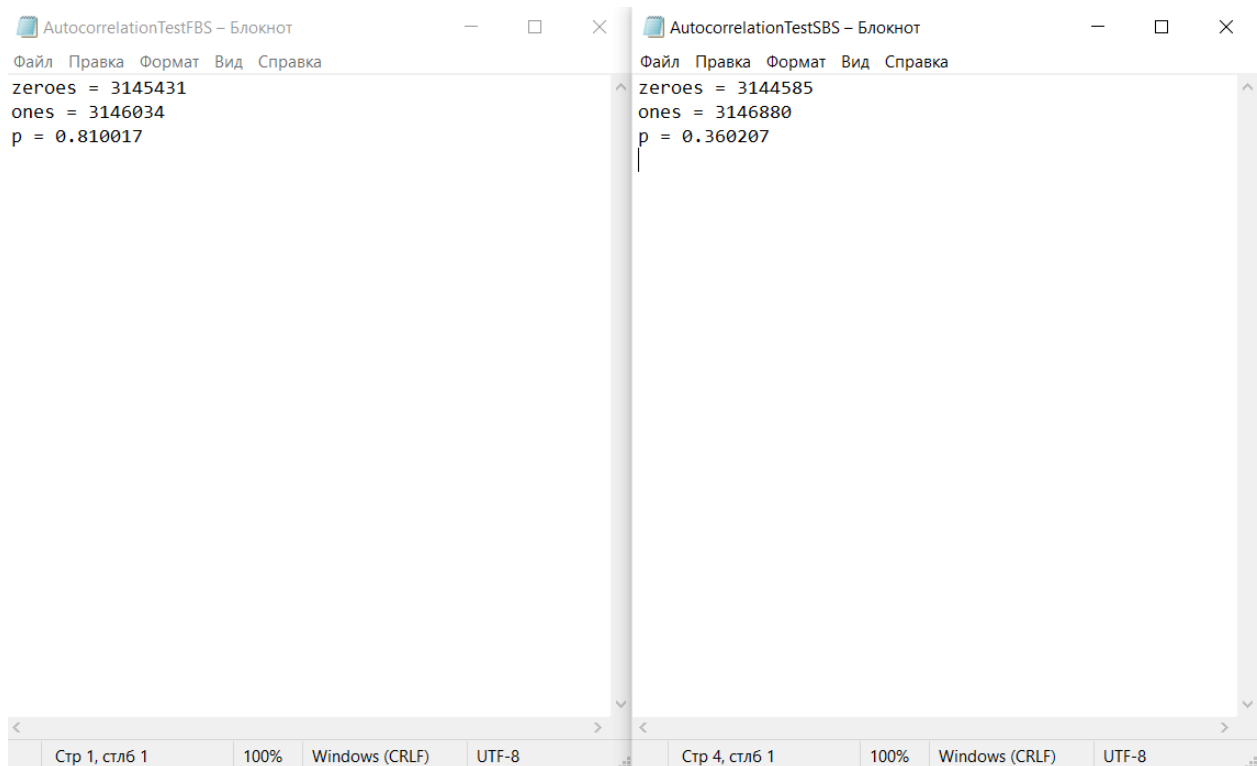 AutocorrelationTestFBS – Блокнот
Файл Правка Формат Вид Справка
zeroes = 3145431
ones = 3146034
p = 0.810017
Стр 1, стлб 1 100% Windows (CRLF) UTF-8
AutocorrelationTestSBS – Блокнот
Файл Правка Формат Вид Справка
zeroes = 3144585
ones = 3146880
p = 0.360207
Стр 4, стлб 1 100% Windows (CRLF) UTF-8